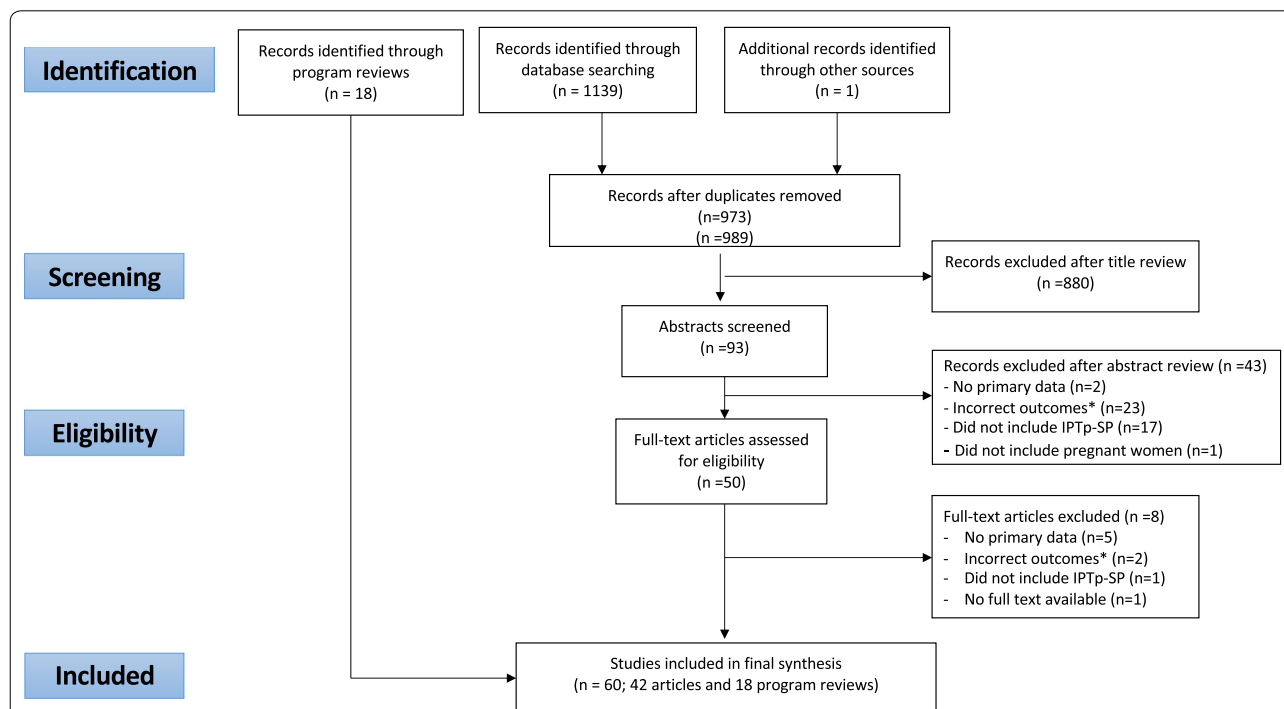 Identification
Records identified through
program reviews
(n = 18)
Records identified through
database searching
(n = 1139)
Additional records identified
through other sources
(n = 1)
Records after duplicates removed
(n=973)
(n =989)
Screening
Records excluded after title review
(n =880)
Abstracts screened
(n =93)
Records excluded after abstract review (n =43)
- No primary data (n=2)
- Incorrect outcomes* (n=23)
- Did not include IPTp-SP (n=17)
- Did not include pregnant women (n=1)
Eligibility
Full-text articles assessed
for eligibility
(n =50)
Full-text articles excluded (n =8)
- No primary data (n=5)
- Incorrect outcomes* (n=2)
- Did not include IPTp-SP (n=1)
- No full text available (n=1)
Included
Studies included in final synthesis
(n = 60; 42 articles and 18 program reviews)